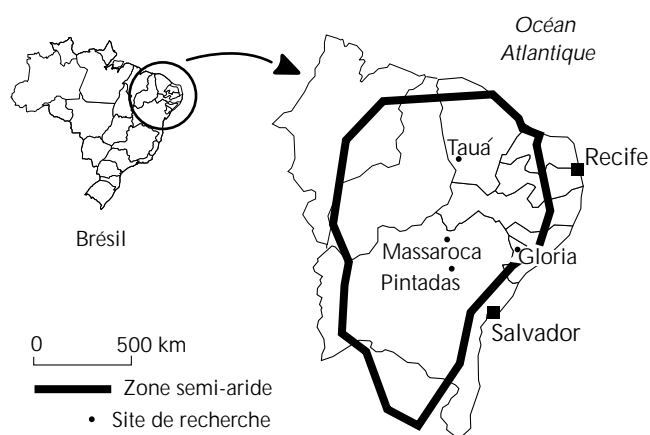 Océan
Atlantique
Tauá
Recife
Brésil
Massaroca
Gloria
Pintadas
Salvador
0 500 km
Zone semi-aride
Site de recherche